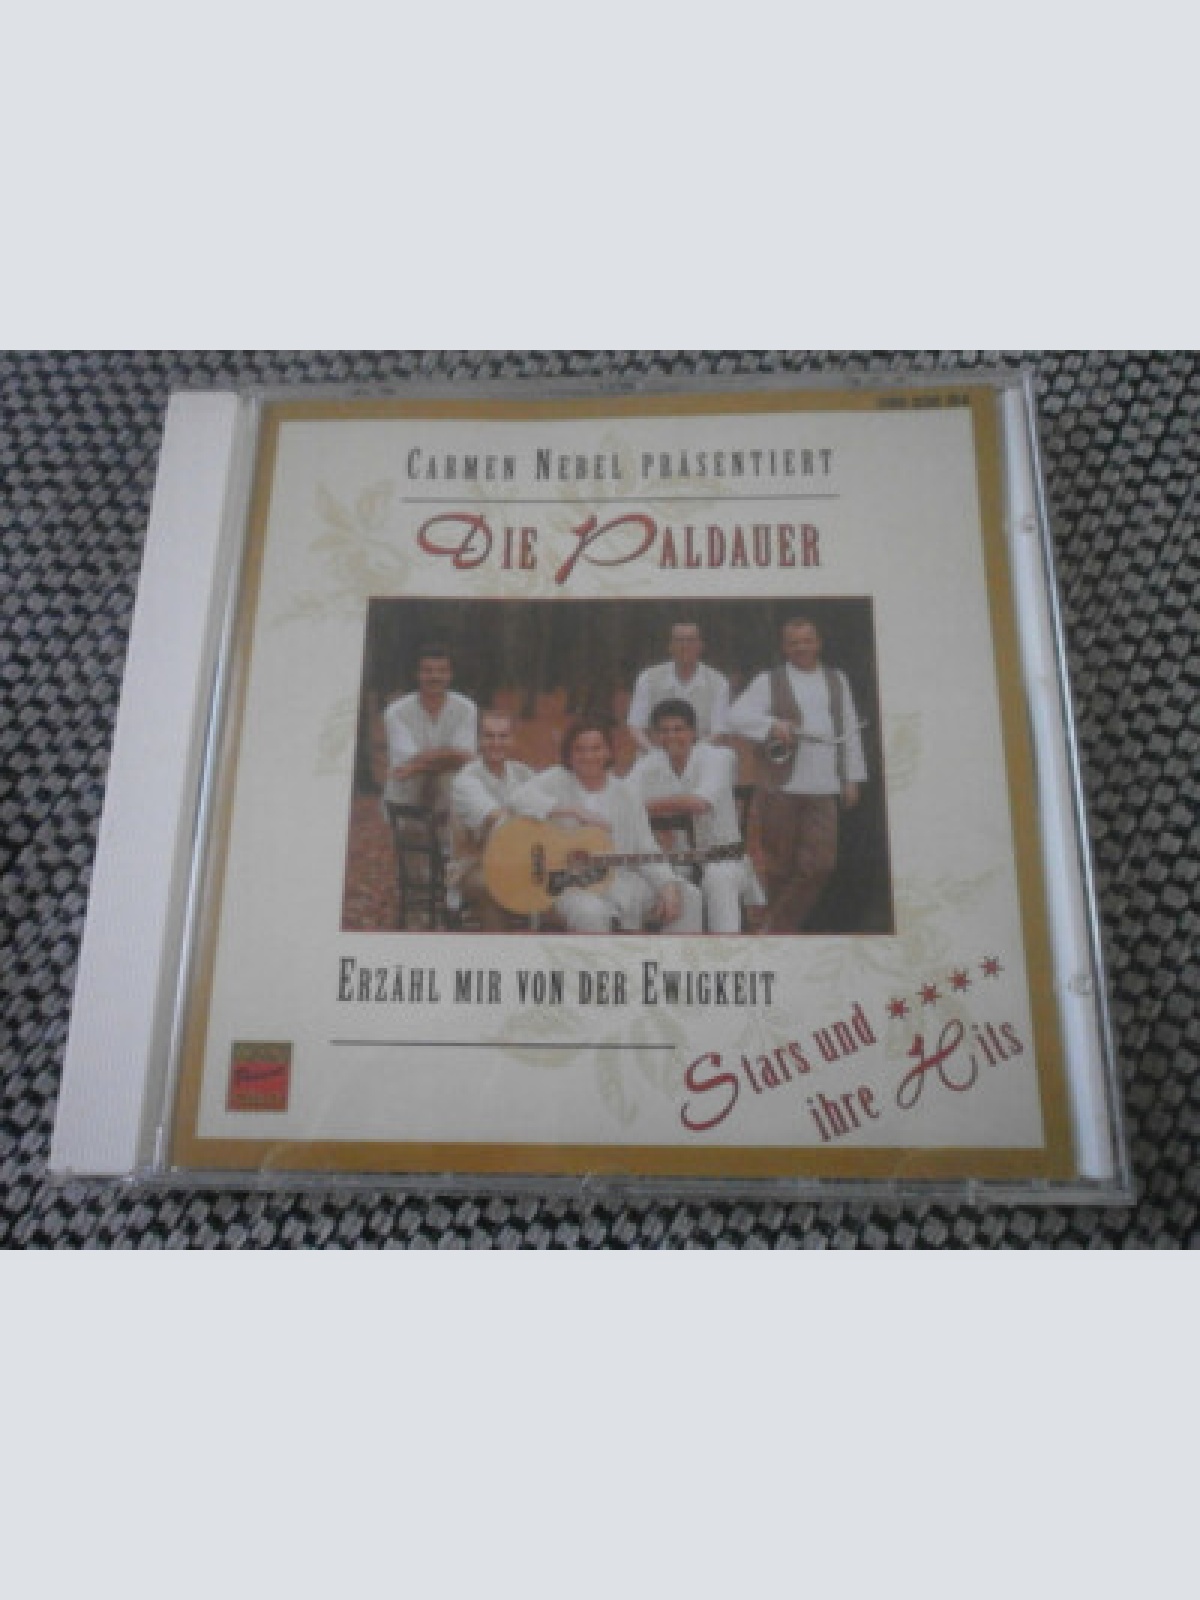 CARMEN NEBEL PRÄSENTIERT
DIE PALDAUER
ERZÄHL MIR VON DER EWIGKEIT
Stars und ****
ihre Hits